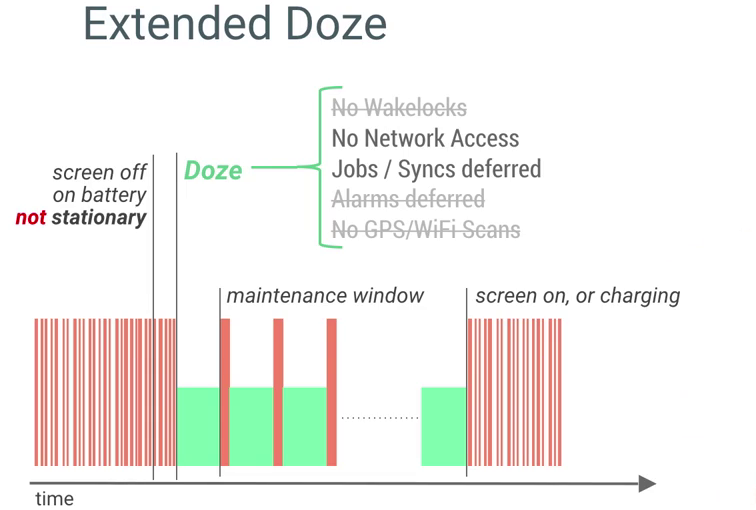 Extended Doze
No Wakelocks
No Network Access
Jobs / Syncs deferred
Alarms deferred
No GPS/WiFi Scans
Doze
screen off
on battery
not stationary
maintenance window
screen on, or charging
time